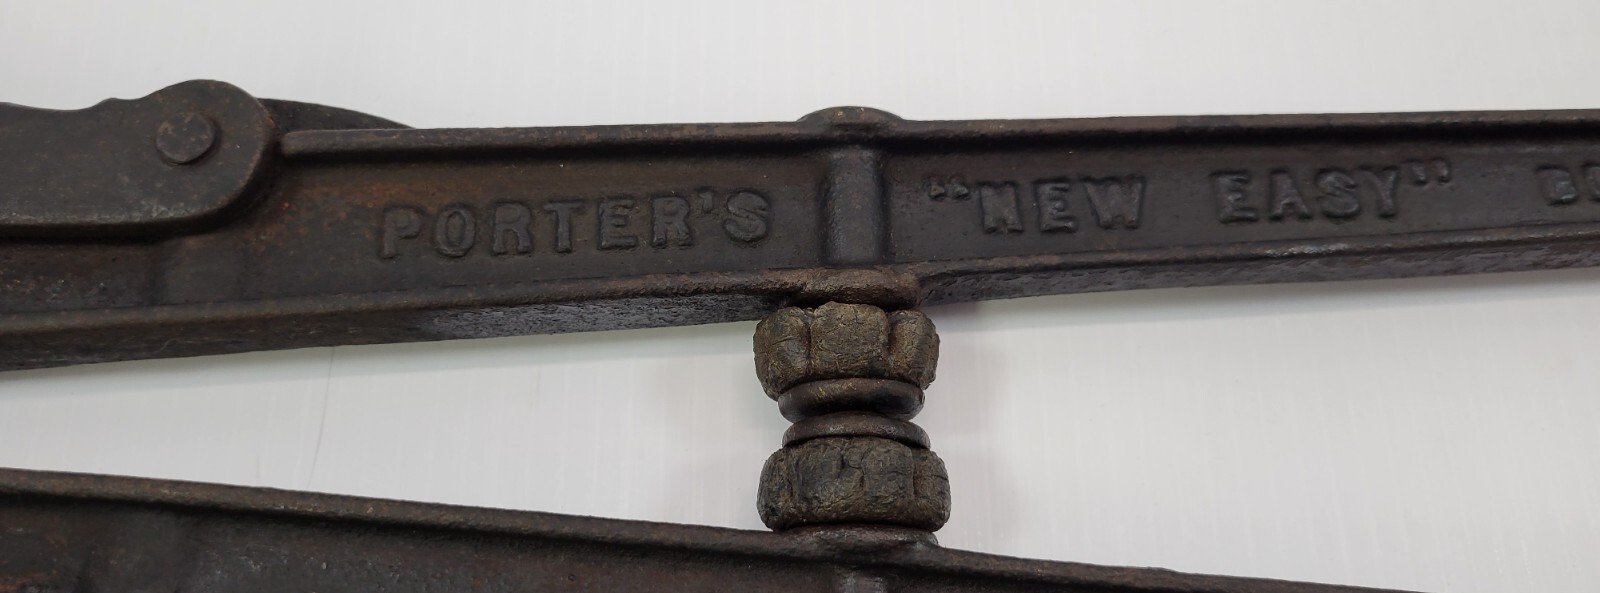 PORTER'S "NEW EASY"